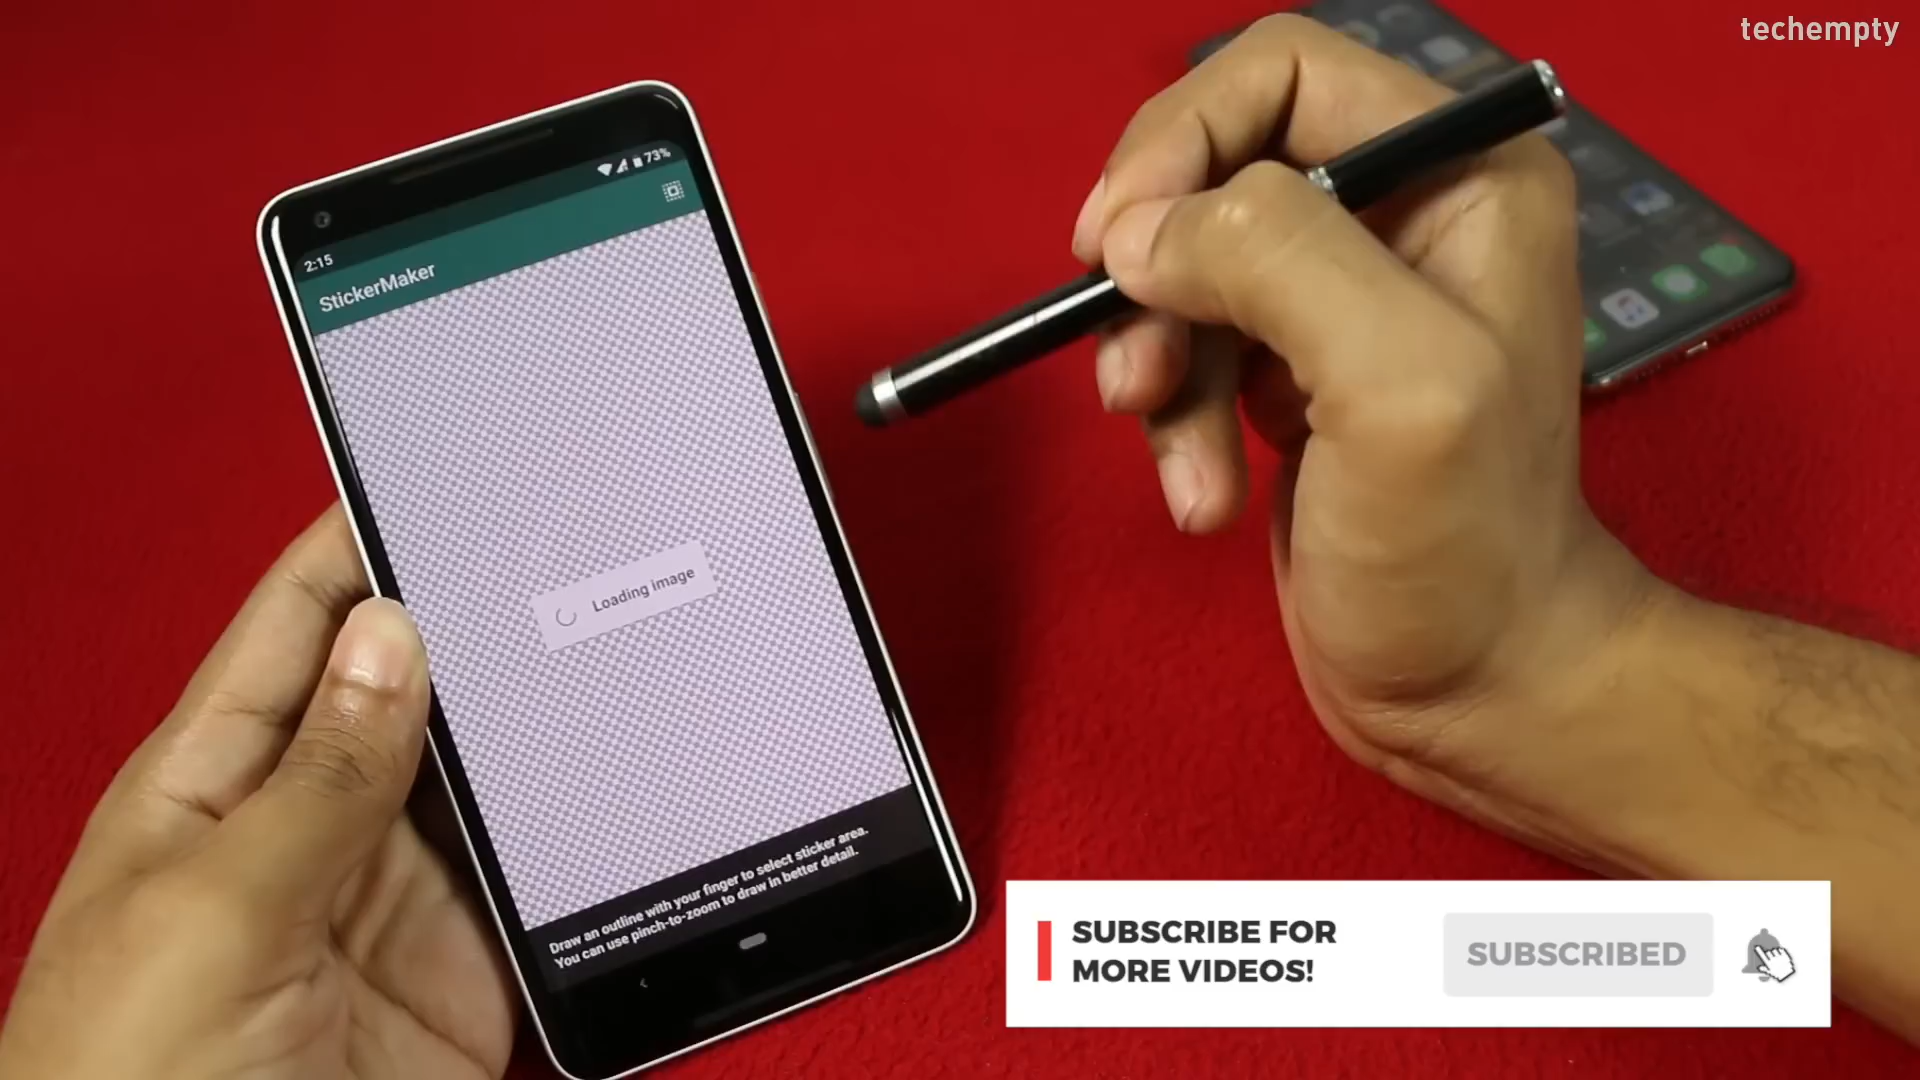 techempty
73%
2:15
StickerMaker
Loading image
Draw an outline with your finger to select sticker area.
You can use pinch-to-zoom to draw in better detail.
SUBSCRIBE FOR
MORE VIDEOS!
SUBSCRIBED